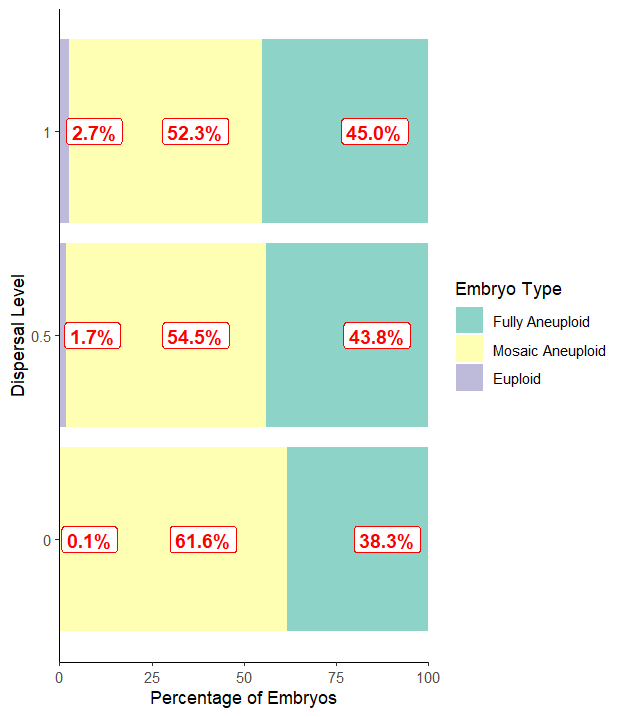 1
2.7%
52.3%
45.0%
0.5
1.7%
54.5%
43.8%
0
0.1%
61.6%
38.3%
0
25
50
75
100
Percentage of Embryos
Dispersal Level
Embryo Type
Fully Aneuploid
Mosaic Aneuploid
Euploid